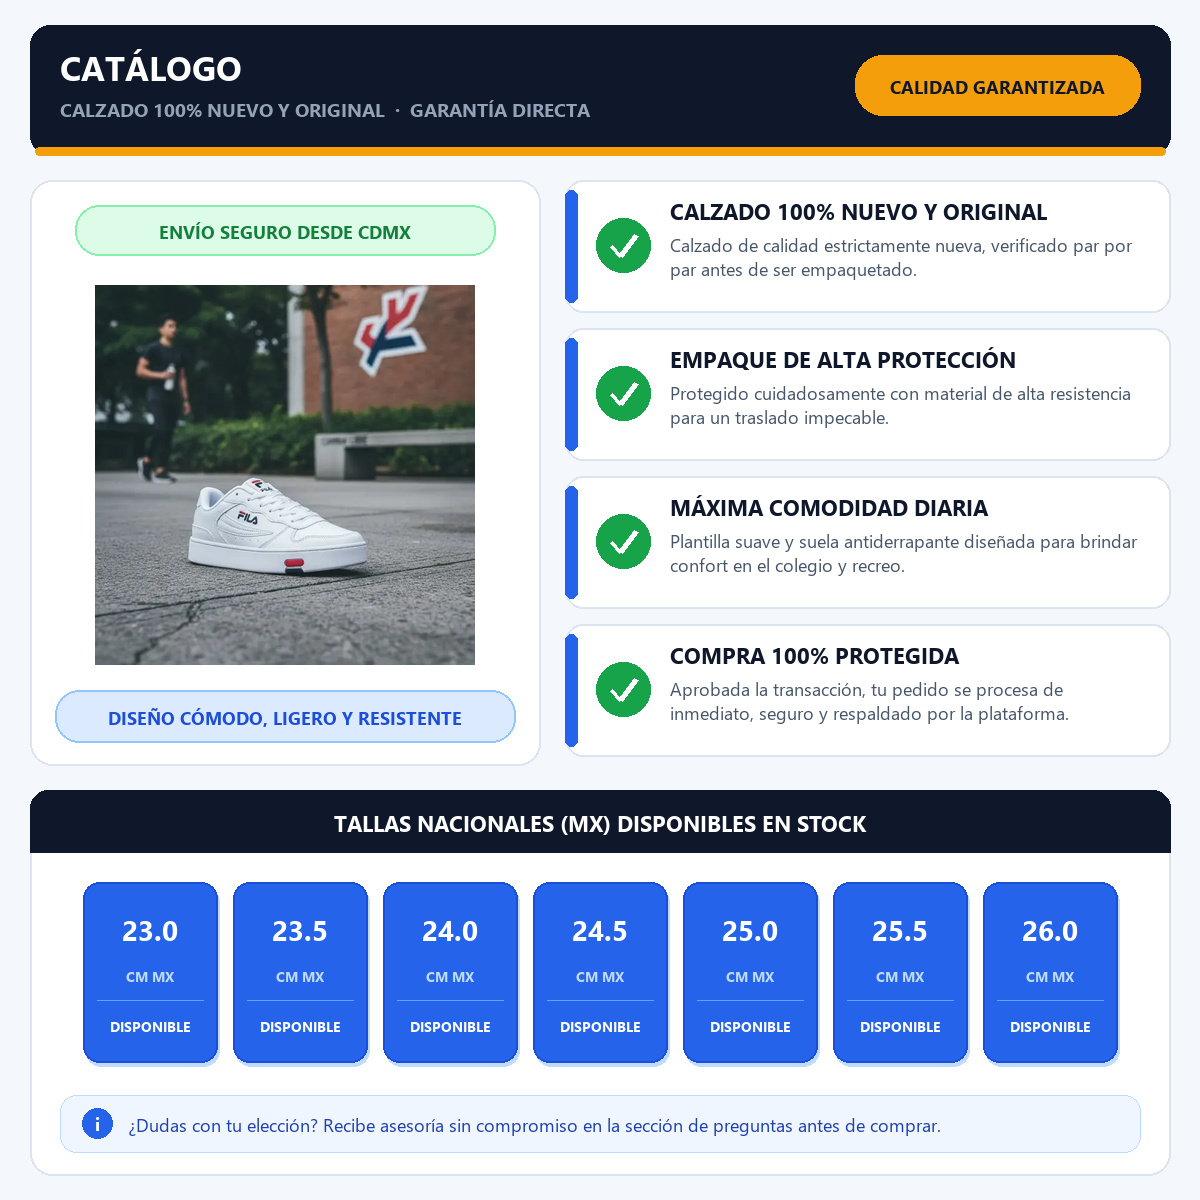 CATÁLOGO
CALZADO 100% NUEVO Y ORIGINAL · GARANTÍA DIRECTA
CALIDAD GARANTIZADA
ENVÍO SEGURO DESDE CDMX
FILA
DISEÑO CÓMODO, LIGERO Y RESISTENTE
CALZADO 100% NUEVO Y ORIGINAL
Calzado de calidad estrictamente nueva, verificado par por
par antes de ser empaquetado.
EMPAQUE DE ALTA PROTECCIÓN
Protegido cuidadosamente con material de alta resistencia
para un traslado impecable.
MÁXIMA COMODIDAD DIARIA
Plantilla suave y suela antiderrapante diseñada para brindar
confort en el colegio y recreo.
COMPRA 100% PROTEGIDA
Aprobada la transacción, tu pedido se procesa de
inmediato, seguro y respaldado por la plataforma.
TALLAS NACIONALES (MX) DISPONIBLES EN STOCK
23.0 23.5 24.0 24.5 25.0 25.5 26.0
CM MX CM MX CM MX CM MX CM MX CM MX CM MX
DISPONIBLE DISPONIBLE DISPONIBLE DISPONIBLE DISPONIBLE DISPONIBLE DISPONIBLE
i ¿Dudas con tu elección? Recibe asesoría sin compromiso en la sección de preguntas antes de comprar.